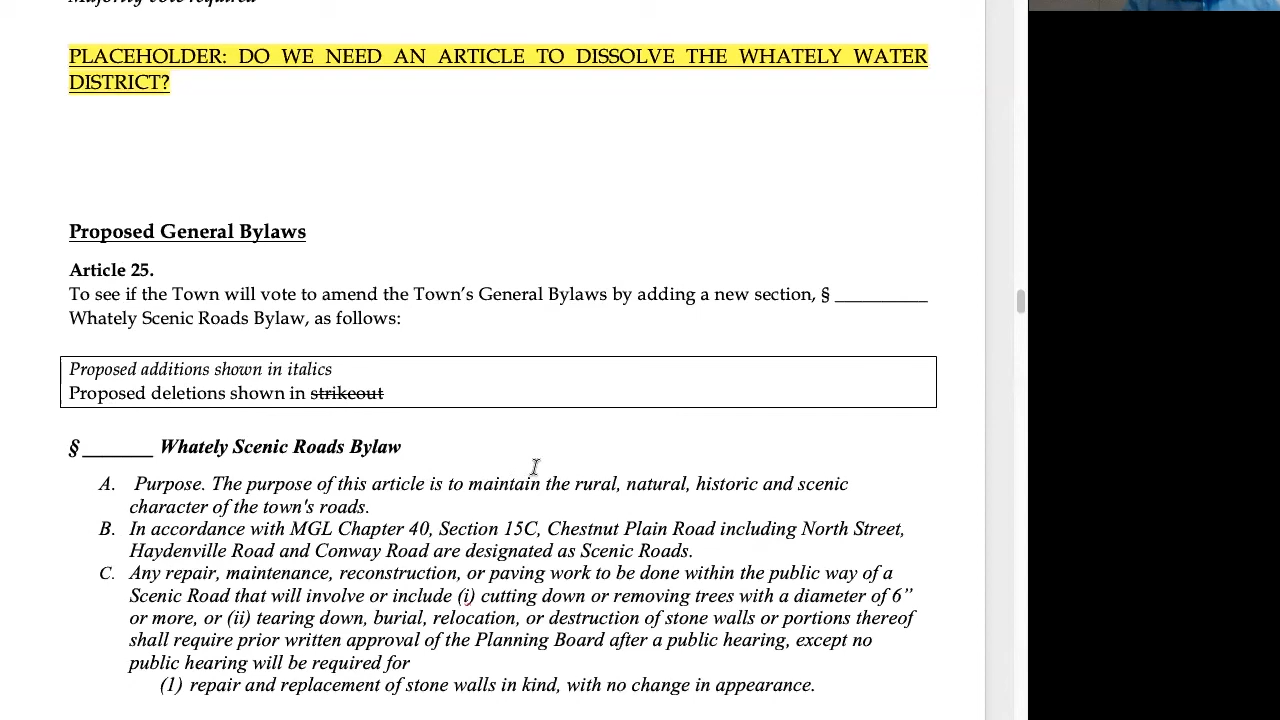 Majority vote required
PLACEHOLDER: DO WE NEED AN ARTICLE TO DISSOLVE THE WHATELY WATER
DISTRICT?
Proposed General Bylaws
Article 25.
To see if the Town will vote to amend the Town's General Bylaws by adding a new section, § __________
Whately Scenic Roads Bylaw, as follows:
Proposed additions shown in italics
Proposed deletions shown in strikeout
§ _______ Whately Scenic Roads Bylaw
A. Purpose. The purpose of this article is to maintain the rural, natural, historic and scenic
character of the town's roads.
B. In accordance with MGL Chapter 40, Section 15C, Chestnut Plain Road including North Street,
Haydenville Road and Conway Road are designated as Scenic Roads.
C. Any repair, maintenance, reconstruction, or paving work to be done within the public way of a
Scenic Road that will involve or include (i) cutting down or removing trees with a diameter of 6”
or more, or (ii) tearing down, burial, relocation, or destruction of stone walls or portions thereof
shall require prior written approval of the Planning Board after a public hearing, except no
public hearing will be required for
(1) repair and replacement of stone walls in kind, with no change in appearance.